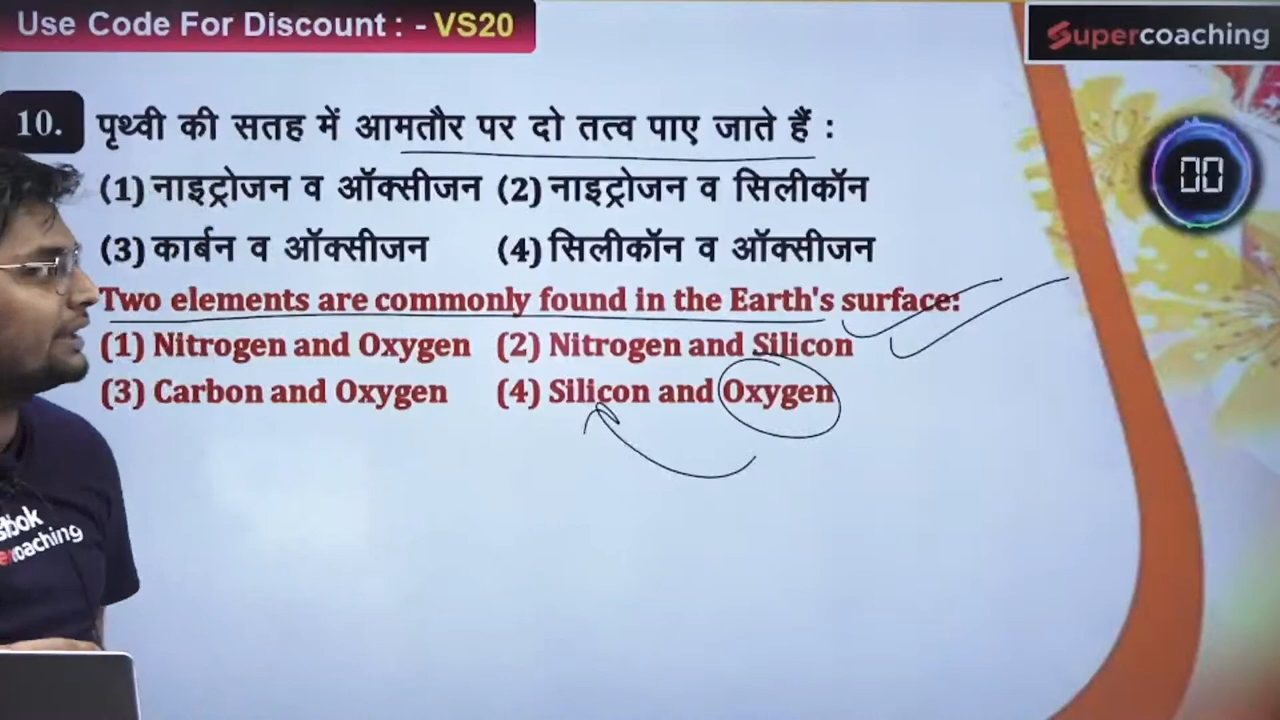 Use Code For Discount : - VS20
Supercoaching
10. पृथ्वी की सतह में आमतौर पर दो तत्व पाए जाते हैं :
00
(1) नाइट्रोजन व ऑक्सीजन (2) नाइट्रोजन व सिलीकॉन
(3) कार्बन व ऑक्सीजन (4) सिलीकॉन व ऑक्सीजन
Two elements are commonly found in the Earth's surface:
(1) Nitrogen and Oxygen (2) Nitrogen and Silicon
(3) Carbon and Oxygen (4) Silicon and Oxygen